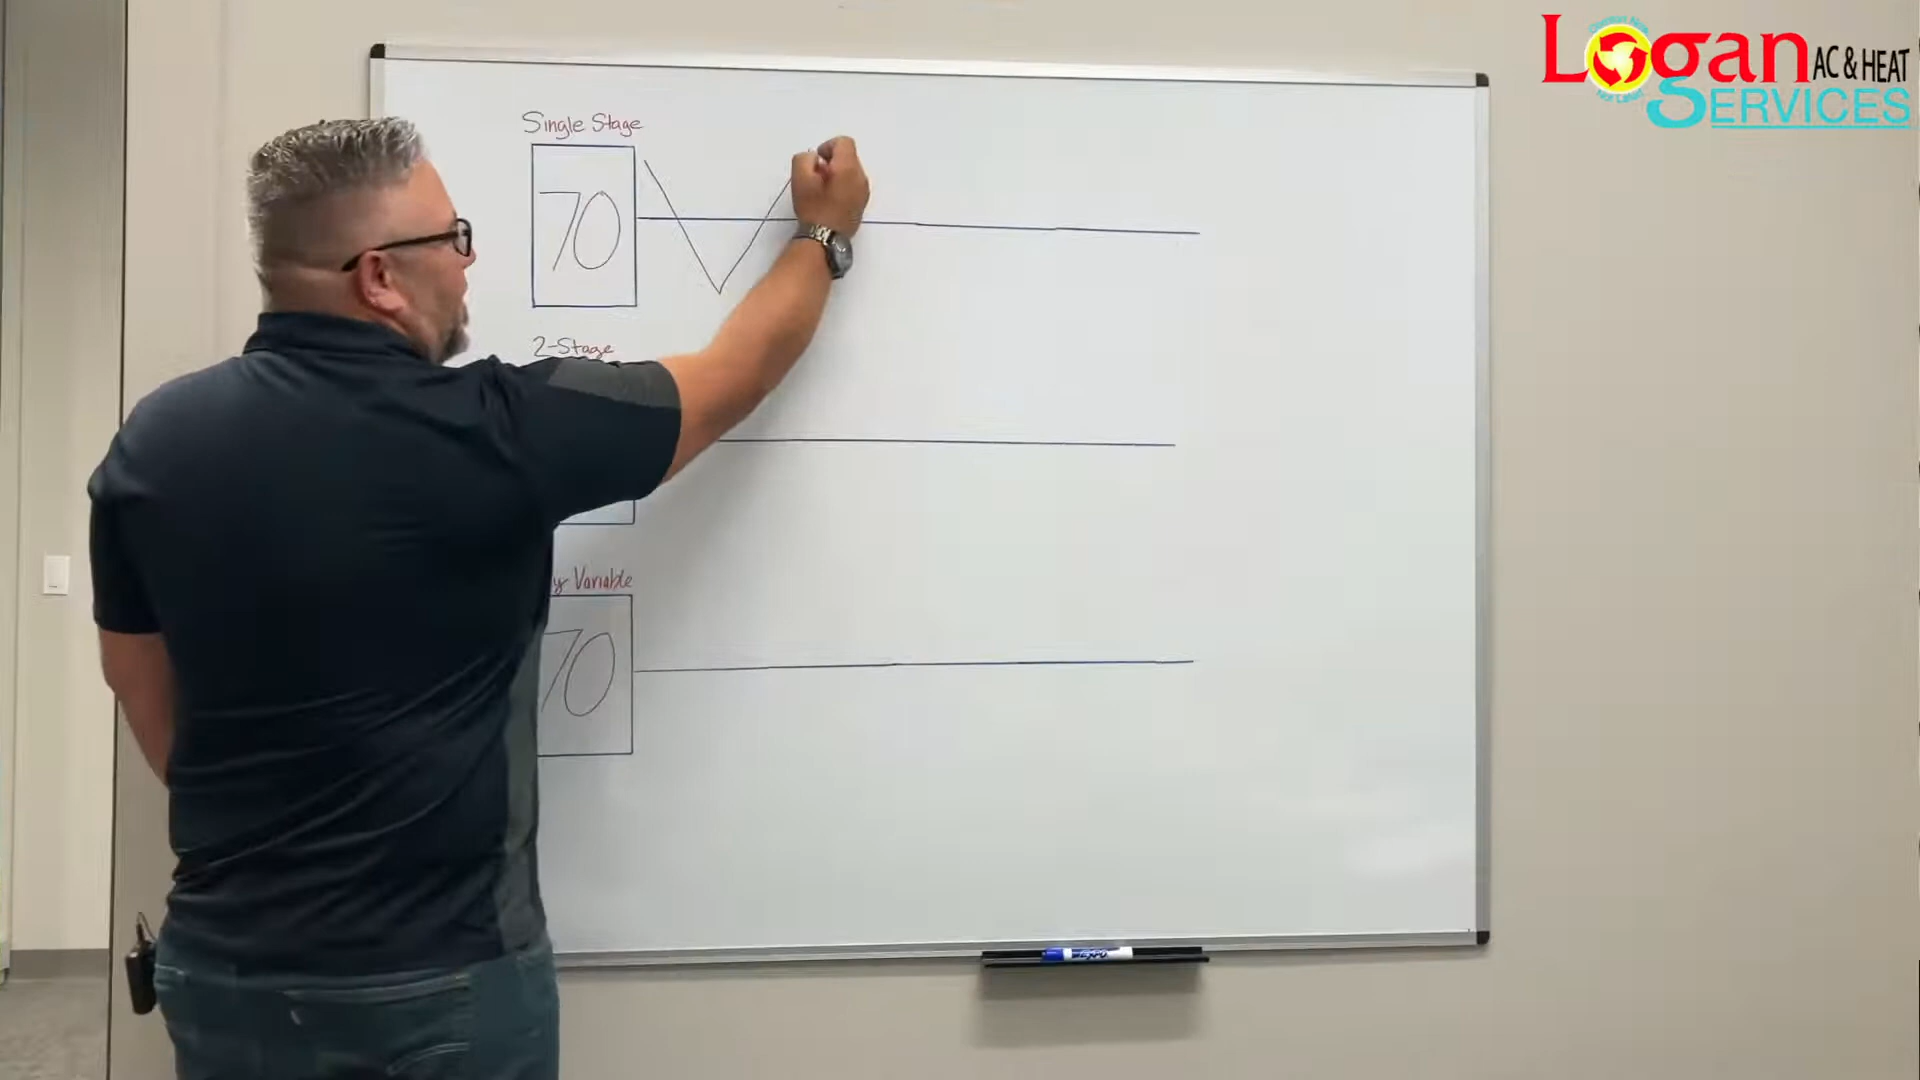 Logan AC & HEAT
SERVICES
Single Stage
70
2-Stage
y Variable
70
EXPO